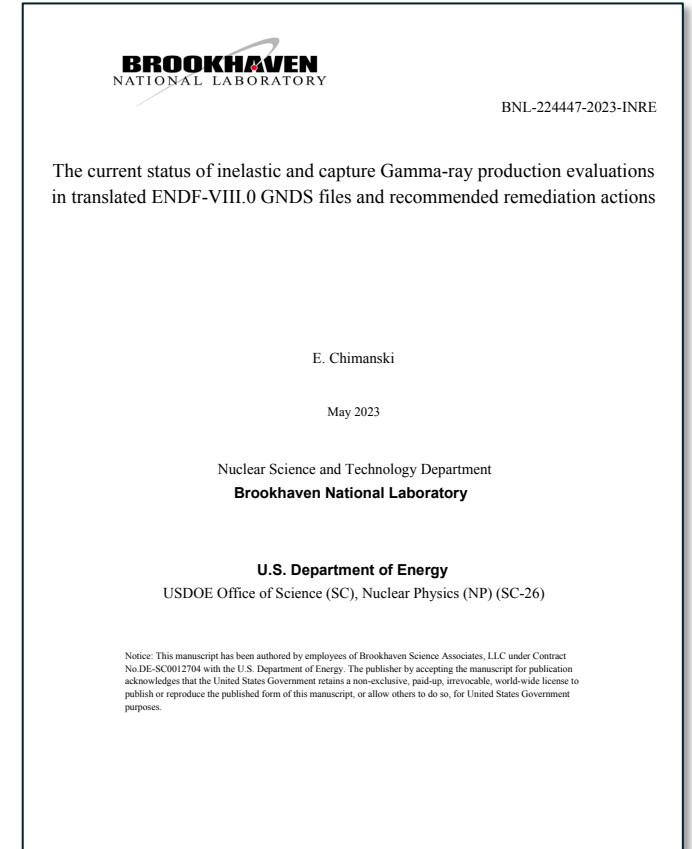 BROOKHAVEN
NATIONAL LABORATORY
BNL-224447-2023-INRE
The current status of inelastic and capture Gamma-ray production evaluations
in translated ENDF-VIII.0 GNDS files and recommended remediation actions
E. Chimanski
May 2023
Nuclear Science and Technology Department
Brookhaven National Laboratory
U.S. Department of Energy
USDOE Office of Science (SC), Nuclear Physics (NP) (SC-26)
Notice: This manuscript has been authored by employees of Brookhaven Science Associates, LLC under Contract
No.DE-SC0012704 with the U.S. Department of Energy. The publisher by accepting the manuscript for publication
acknowledges that the United States Government retains a non-exclusive, paid-up, irrevocable, world-wide license to
publish or reproduce the published form of this manuscript, or allow others to do so, for United States Government
purposes.